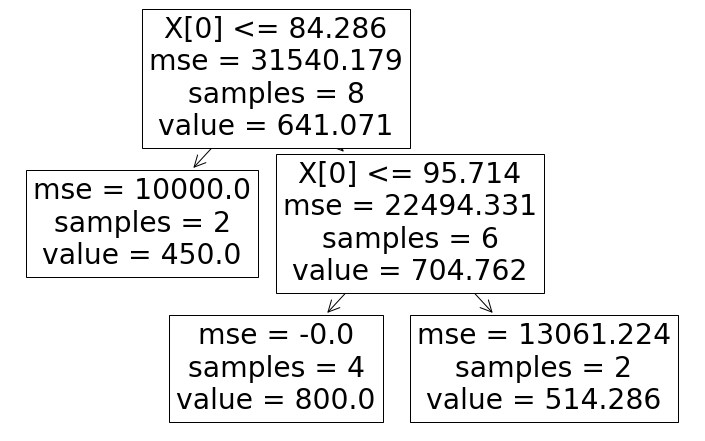 X[0] <= 84.286
mse = 31540.179
samples = 8
value = 641.071
mse = 10000.0
samples = 2
value = 450.0
X[0] <= 95.714
mse = 22494.331
samples = 6
value = 704.762
mse = -0.0
samples = 4
value = 800.0
mse = 13061.224
samples = 2
value = 514.286